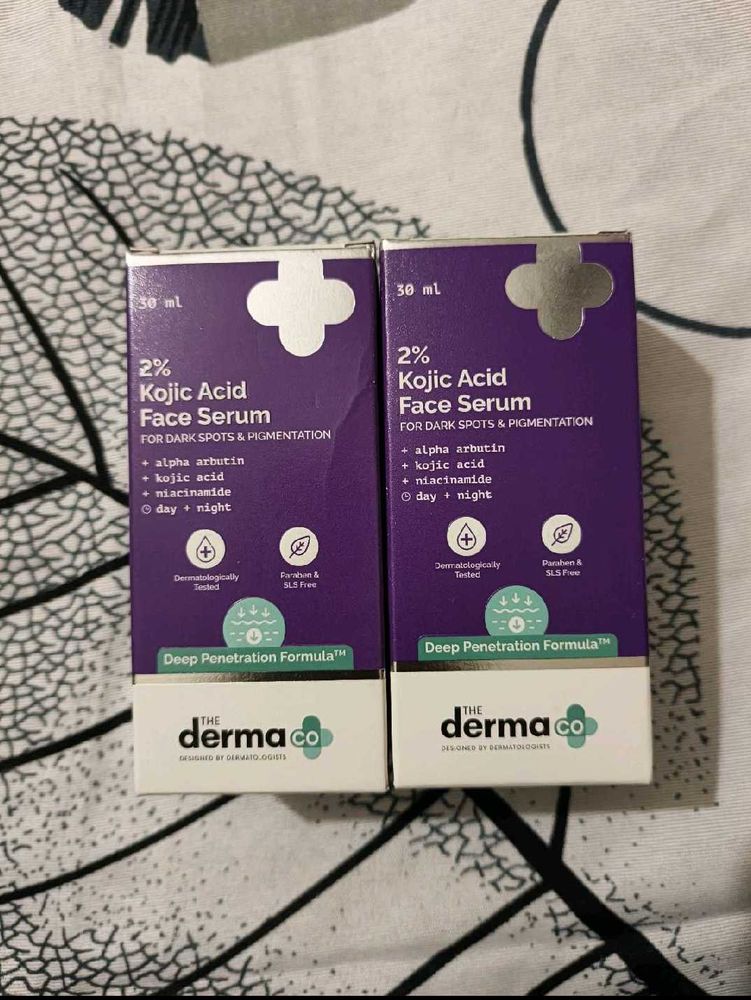 30 ml
2%
Kojic Acid
Face Serum
FOR DARK SPOTS & PIGMENTATION
+ alpha arbutin
+ kojic acid
+ niacinamide
day + night
Dermatologically
Tested
Paraben &
SLS Free
Deep Penetration Formula™
THE
derma co
DESIGNED BY DERMATOLOGISTS
30 ml
2%
Kojic Acid
Face Serum
FOR DARK SPOTS & PIGMENTATION
+ alpha arbutin
+ kojic acid
+ niacinamide
day + night
Dermatologically
Tested
Paraben &
SLS Free
Deep Penetration Formula™
THE
derma co
DESIGNED BY DERMATOLOGISTS